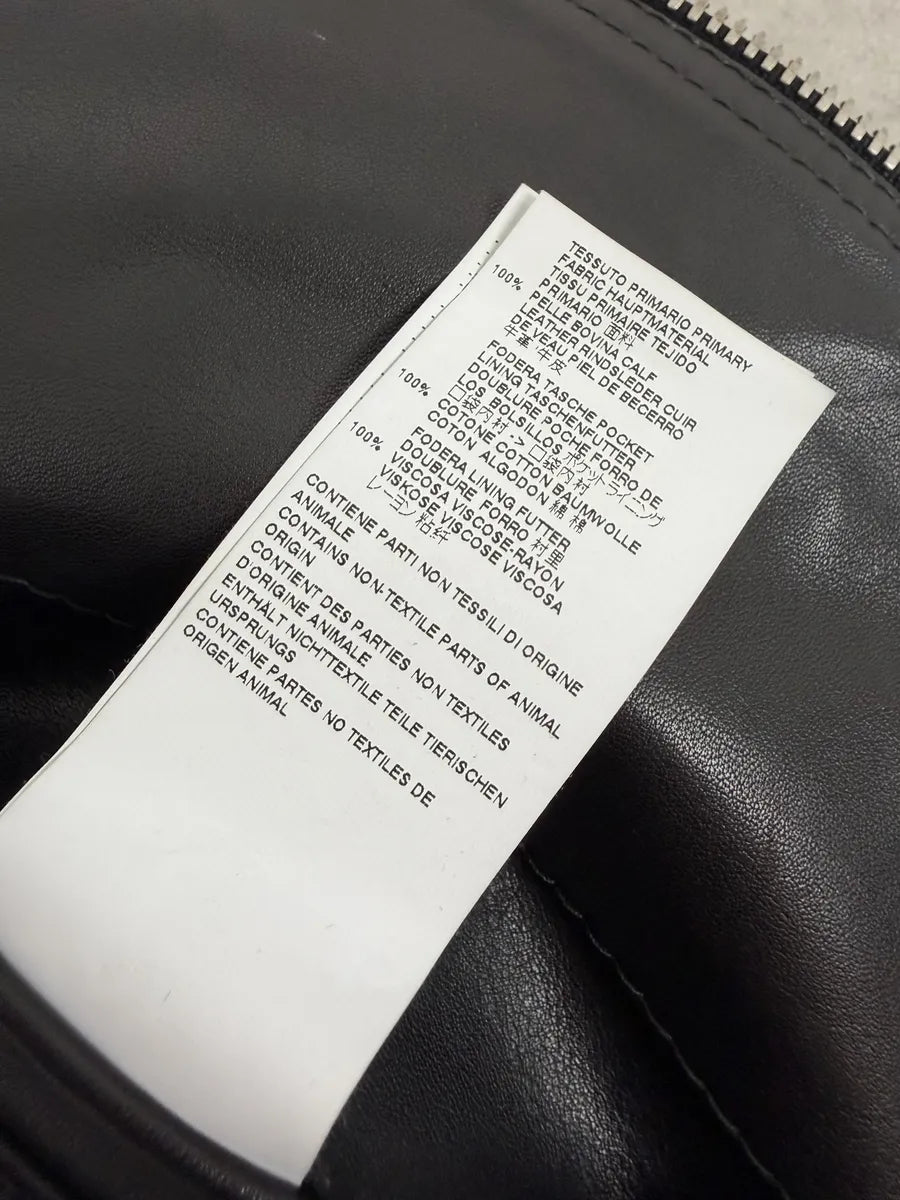 TESSUTO PRIMARIO PRIMARY
FABRIC HAUPTMATERIAL
TISSU PRIMAIRE TEJIDO
PRIMARIO 面料
100% PELLE BOVINA CALF
LEATHER RINDSLEDER CUIR
DE VEAU PIEL DE BECERRO
牛革 牛皮
FODERA TASCHE POCKET
LINING TASCHENFUTTER
DOUBLURE POCHE FORRO DE
LOS BOLSILLOS ポケットライニング
口袋内衬 -> 口袋内衬
100% COTONE COTTON BAUMWOLLE
COTON ALGODON 綿 棉
FODERA LINING FUTTER
DOUBLURE FORRO 衬里
100% VISCOSA VISCOSE-RAYON
VISKOSE VISCOSE VISCOSA
レーヨン 粘纤
CONTIENE PARTI NON TESSILI DI ORIGINE
ANIMALE
CONTAINS NON-TEXTILE PARTS OF ANIMAL
ORIGIN
CONTIENT DES PARTIES NON TEXTILES
D'ORIGINE ANIMALE
ENTHÄLT NICHTTEXTILE TEILE TIERISCHEN
URSPRUNGS
CONTIENE PARTES NO TEXTILES DE
ORIGEN ANIMAL